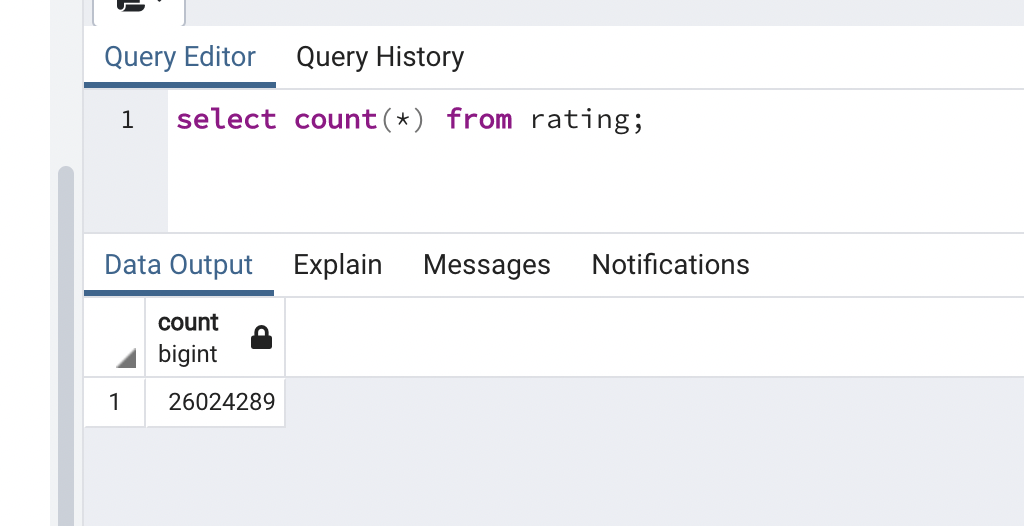 Query Editor Query History
1 select count(*) from rating;
Data Output Explain Messages Notifications
count
bigint
1 26024289